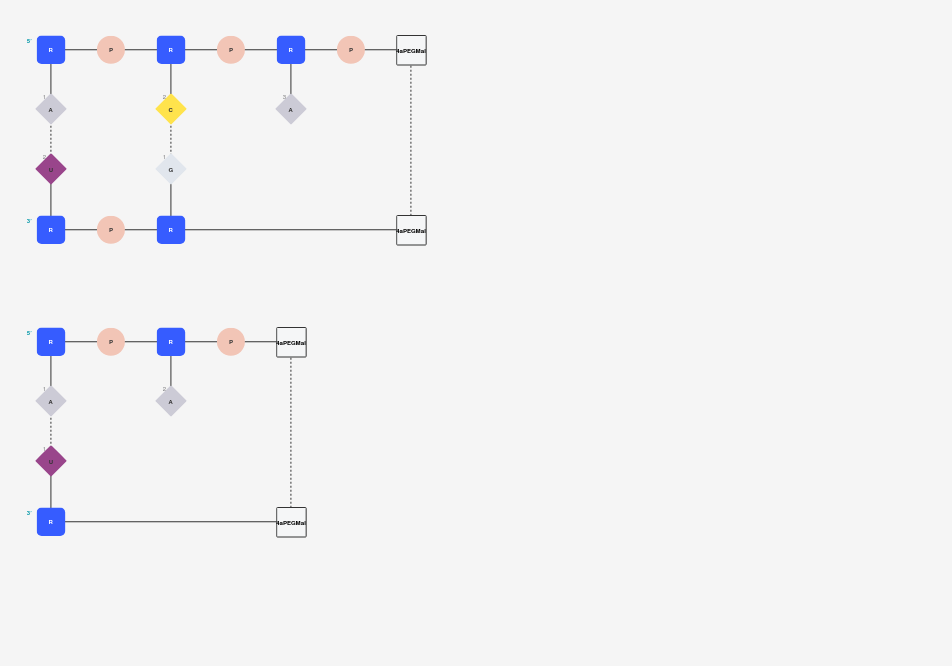 5' R P R P R P 4aPEGMal
1 2 3
A C A
2 1
U G
3' R P R 4aPEGMal
5' R P R P 4aPEGMal
1 2
A A
1
U
3' R 4aPEGMal